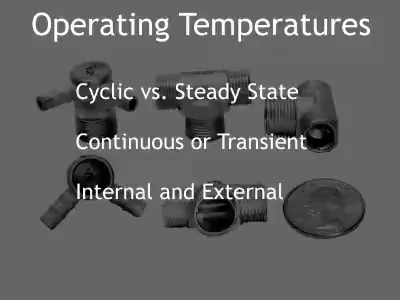 Operating Temperatures
Cyclic vs. Steady State
Continuous or Transient
Internal and External